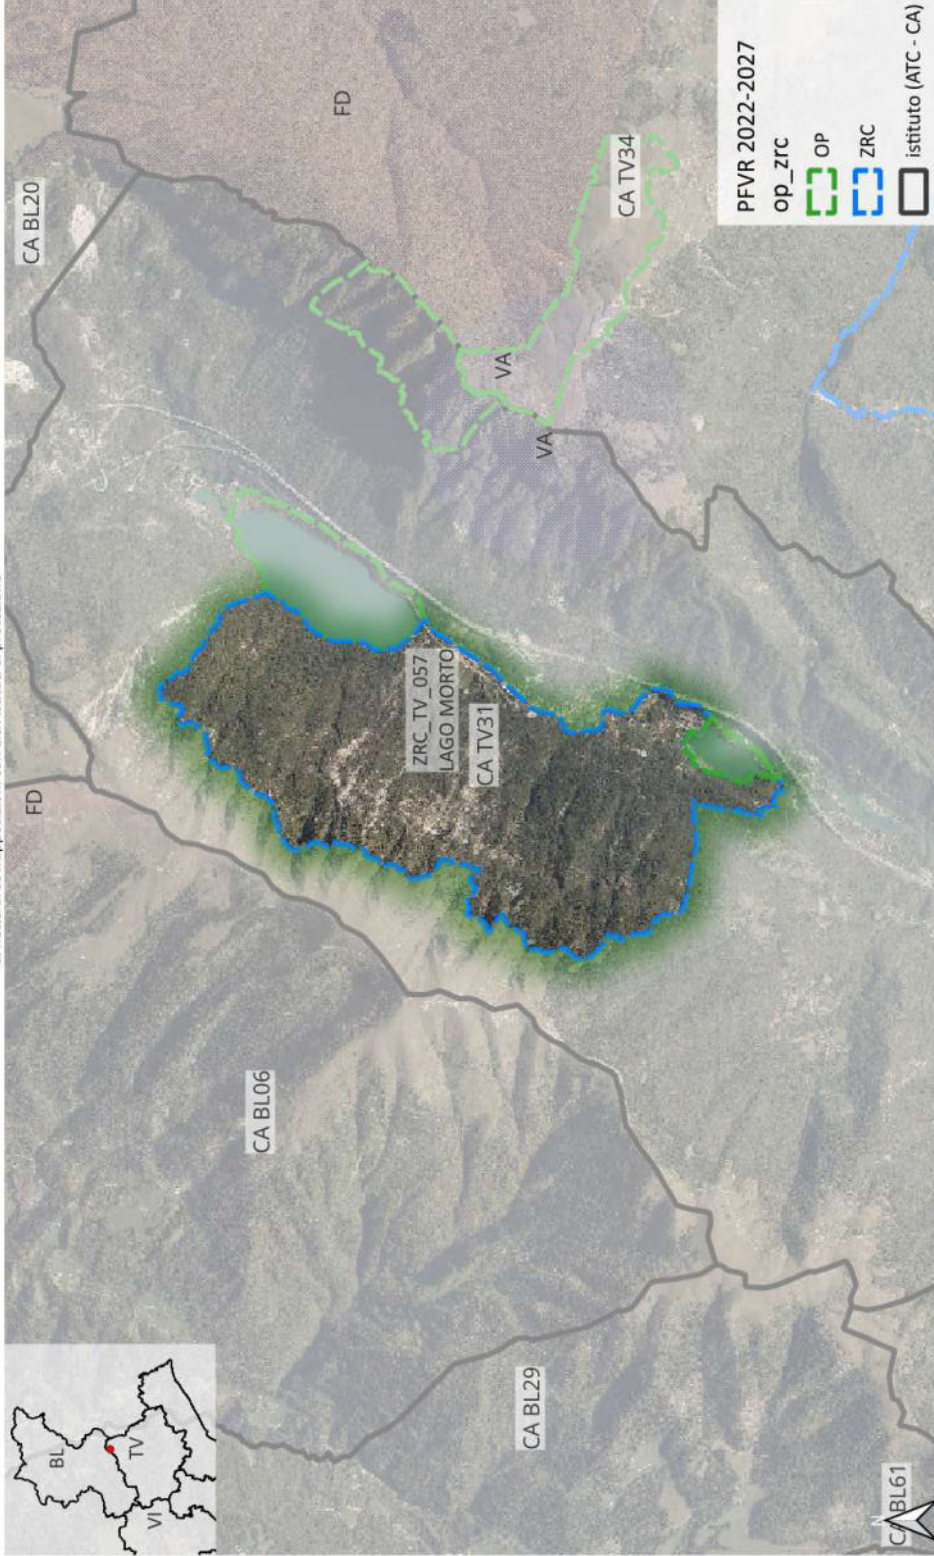 BL
TV
VI
FD
CA BL20
FD
CA BL06
ZRC_TV_057
LAGO MORTO
CA TV31
VA
VA
CA TV34
CA BL29
BL61
N
PFVR 2022-2027
op_zrc
OP
ZRC
istituto (ATC - CA)